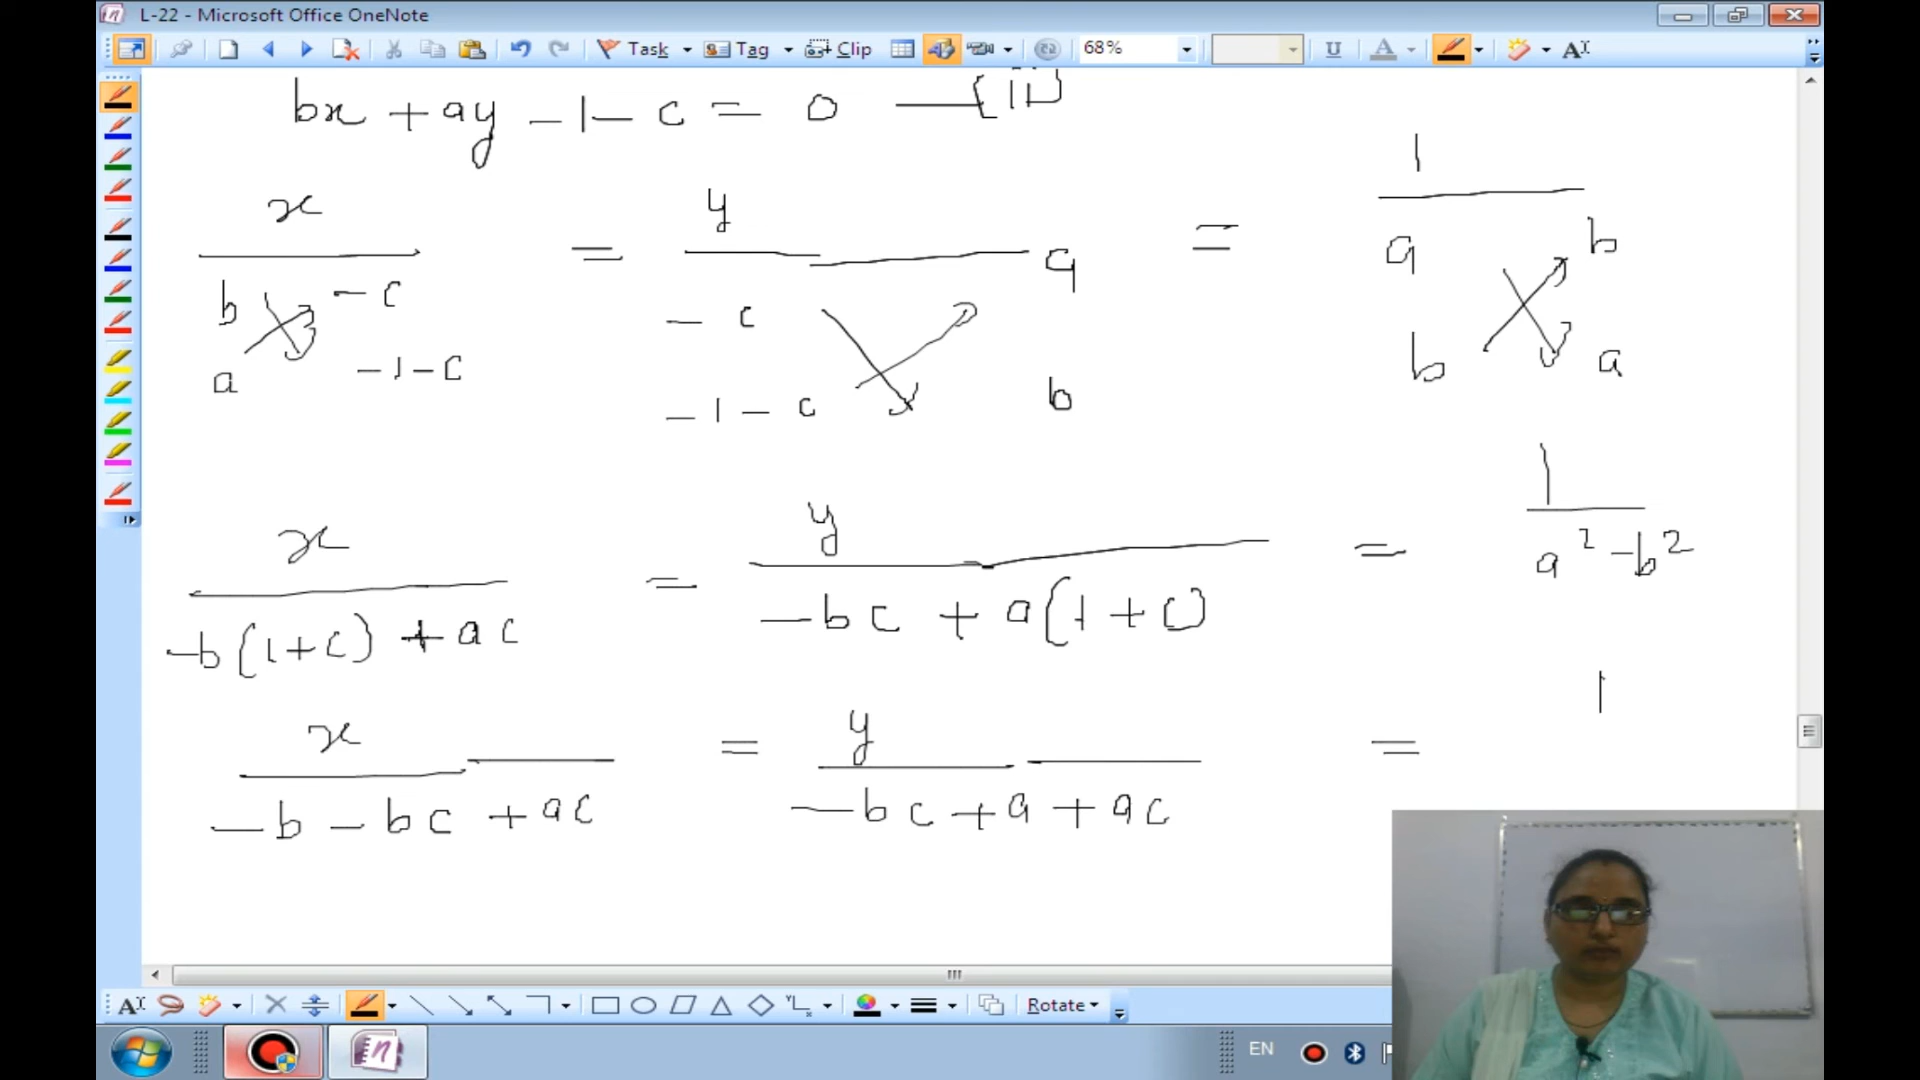 L-22 - Microsoft Office OneNote
Task Tag Clip 68% U A A
bx + ay - 1 - c = 0 —(ii)
x = y = 1
b -c a a b
a -1-c -c b a
-1-c b
x = y = 1
-b(1+c) + ac -bc + a(1+c) a² - b²
x = y = 1
-b - bc + ac -bc + a + ac
A Rotate
EN